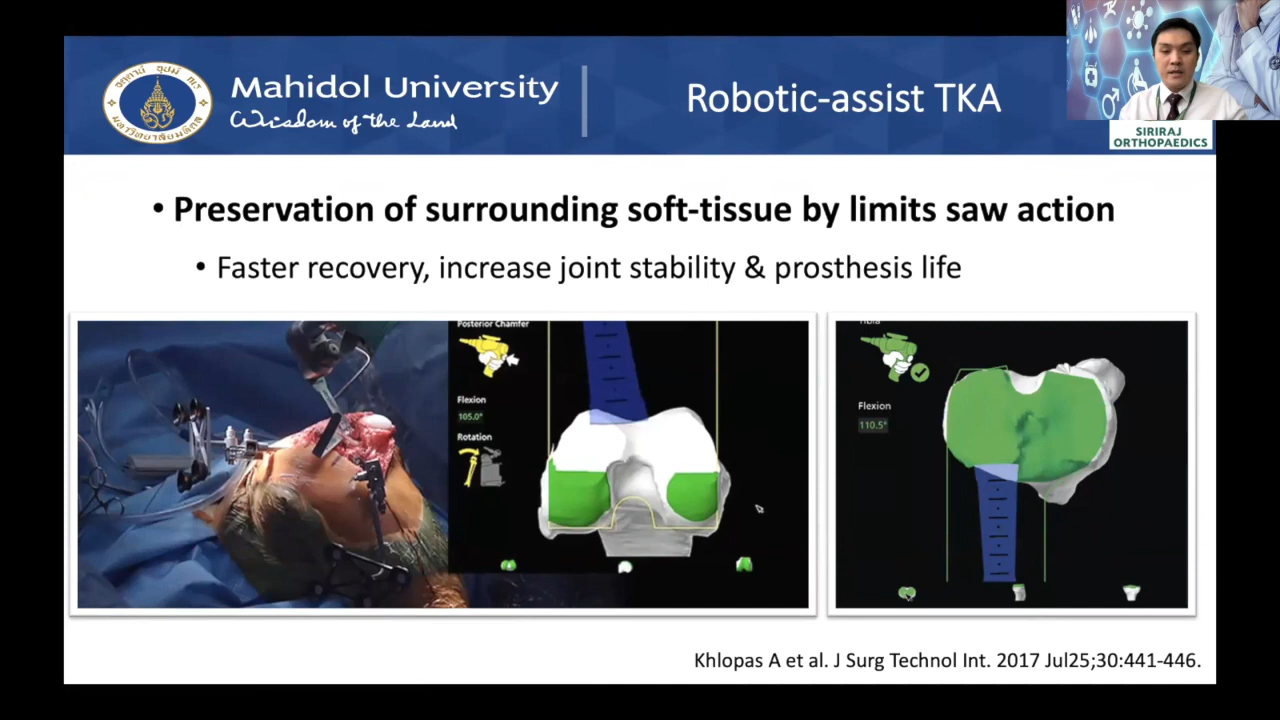 Mahidol University
Wisdom of the Land
Robotic-assist TKA
SIRIRAJ
ORTHOPAEDICS
• Preservation of surrounding soft-tissue by limits saw action
• Faster recovery, increase joint stability & prosthesis life
Posterior Chamfer
Flexion
105.0°
Rotation
Tibia
Flexion
110.5°
Khlopas A et al. J Surg Technol Int. 2017 Jul25;30:441-446.